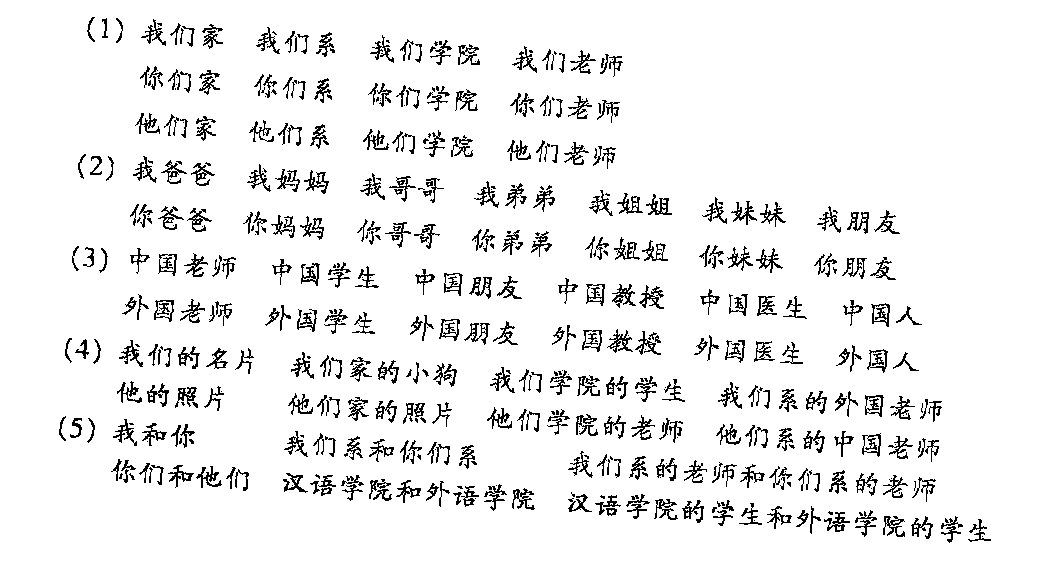 (1) 我们家 我们系 我们学院 我们老师
你们家 你们系 你们学院 你们老师
他们家 他们系 他们学院 他们老师
(2) 我爸爸 我妈妈 我哥哥 我弟弟 我姐姐 我妹妹 我朋友
你爸爸 你妈妈 你哥哥 你弟弟 你姐姐 你妹妹 你朋友
(3) 中国老师 中国学生 中国朋友 中国教授 中国医生 中国人
外国老师 外国学生 外国朋友 外国教授 外国医生 外国人
(4) 我们的名片 我们家的小狗 我们学院的学生 我们系的外国老师
他的照片 他们家的照片 他们学院的老师 他们系的中国老师
(5) 我和你 我们系和你们系 我们系的老师和你们系的老师
你们和他们 汉语学院和外语学院 汉语学院的学生和外语学院的学生